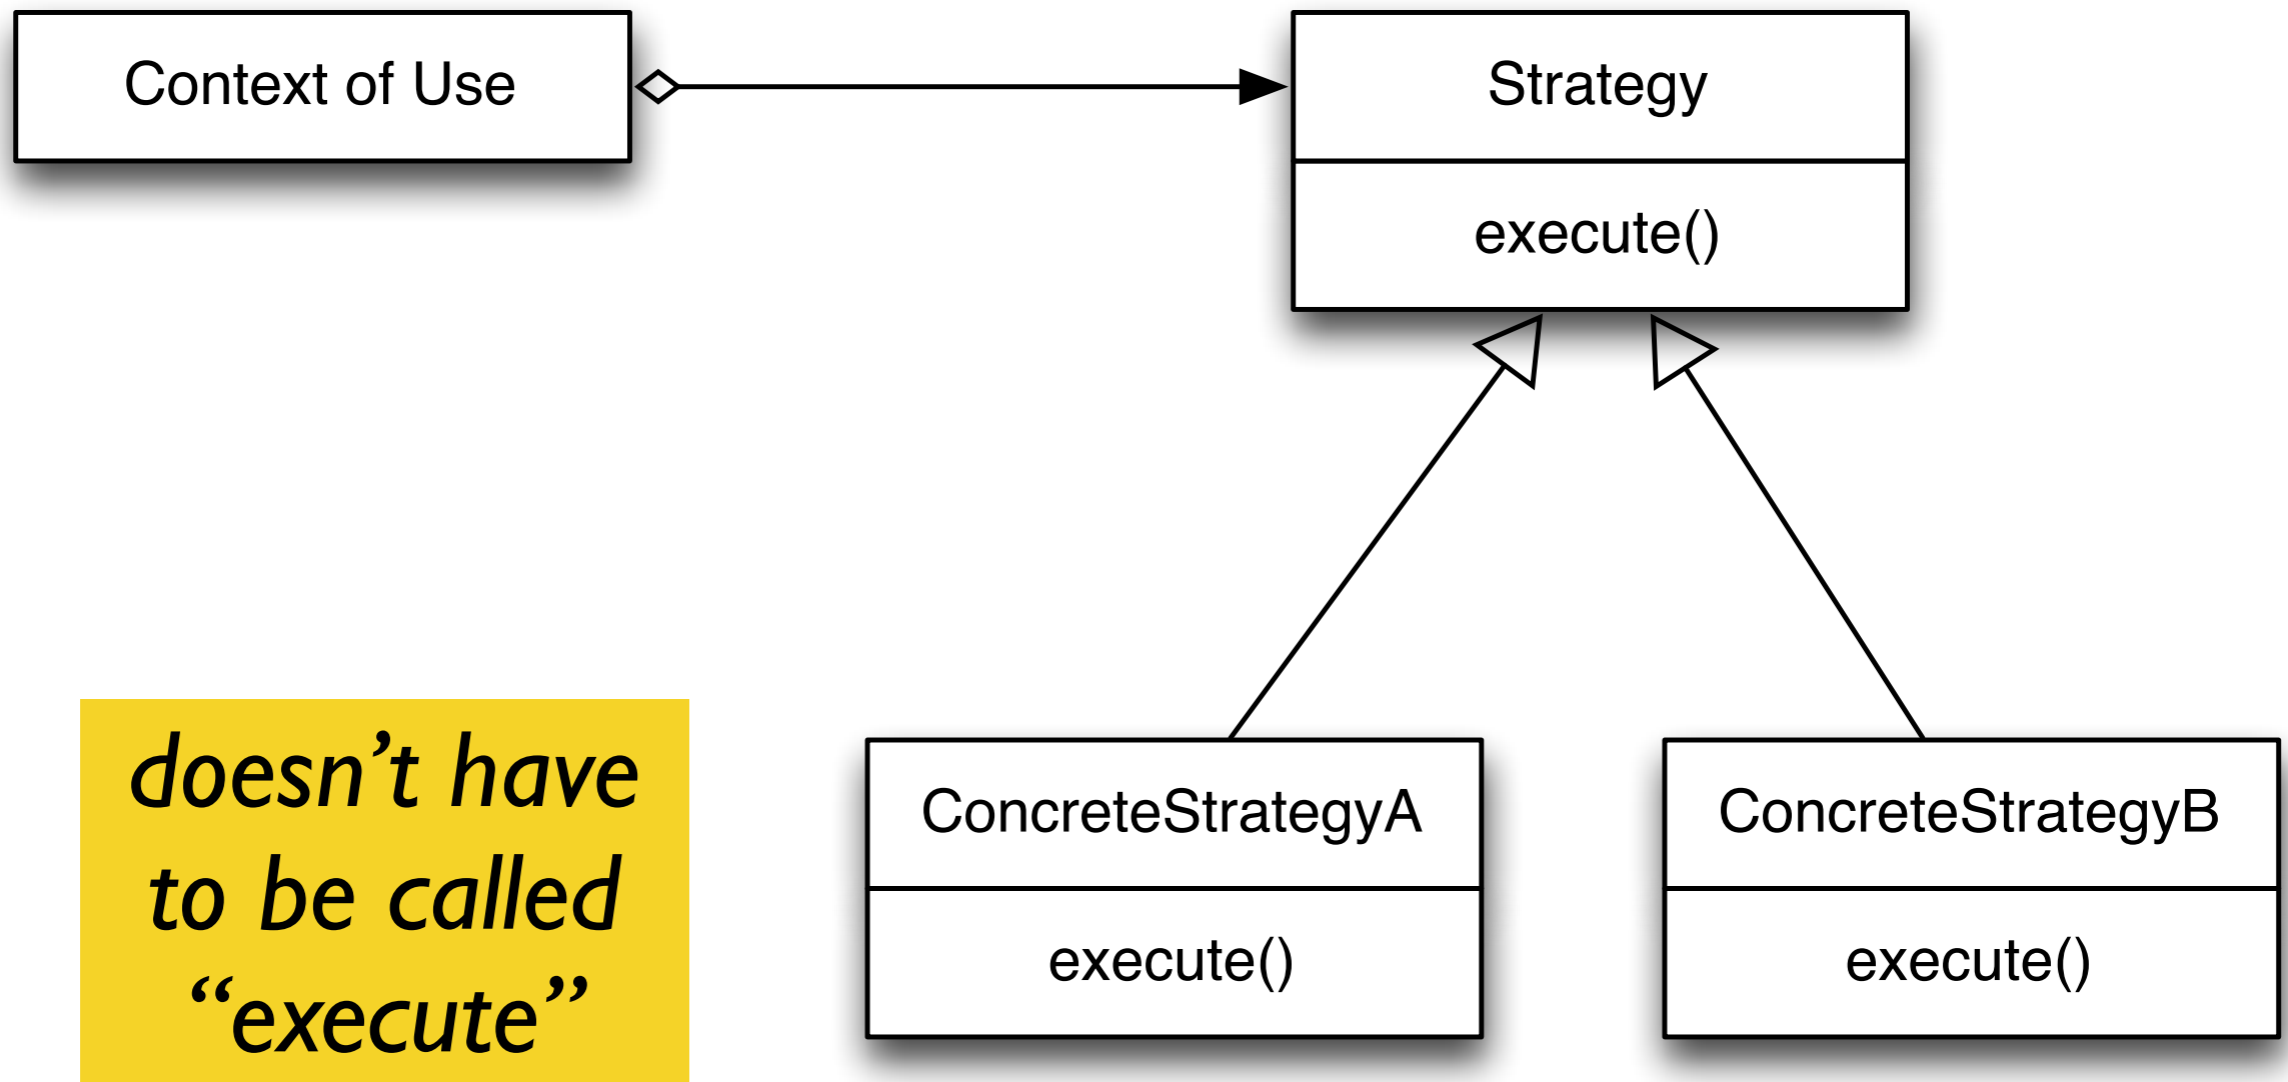 Context of Use
Strategy
execute()
doesn’t have
to be called
“execute”
ConcreteStrategyA
execute()
ConcreteStrategyB
execute()